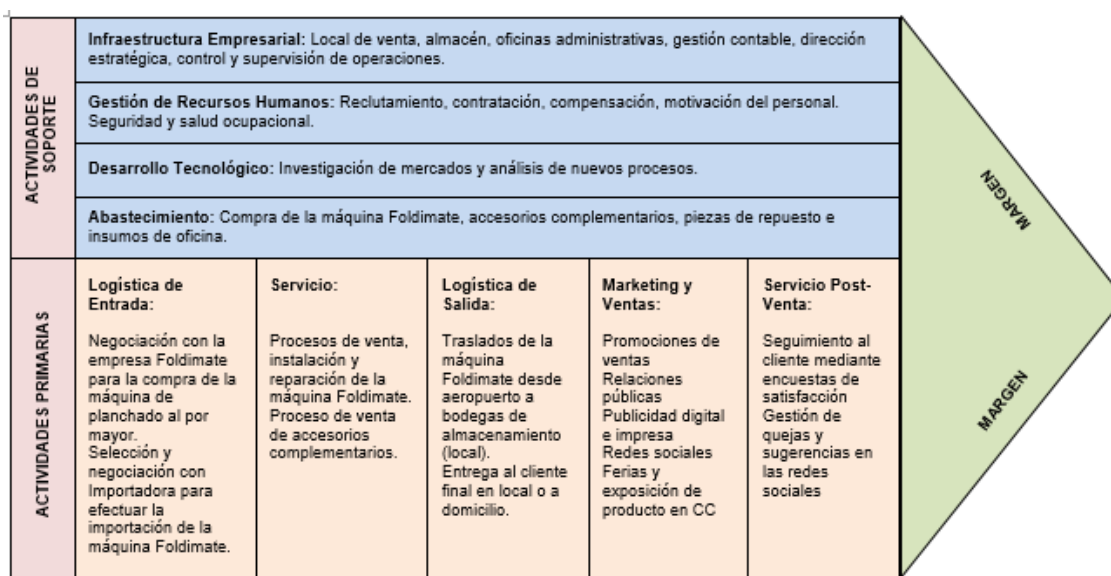 ACTIVIDADES DE
SOPORTE
Infraestructura Empresarial: Local de venta, almacén, oficinas administrativas, gestión contable, dirección
estratégica, control y supervisión de operaciones.
Gestión de Recursos Humanos: Reclutamiento, contratación, compensación, motivación del personal.
Seguridad y salud ocupacional.
Desarrollo Tecnológico: Investigación de mercados y análisis de nuevos procesos.
Abastecimiento: Compra de la máquina Foldimate, accesorios complementarios, piezas de repuesto e
insumos de oficina.
ACTIVIDADES PRIMARIAS
Logística de
Entrada:
Negociación con la
empresa Foldimate
para la compra de la
máquina de
planchado al por
mayor.
Selección y
negociación con
Importadora para
efectuar la
importación de la
máquina Foldimate.
Servicio:
Procesos de venta,
instalación y
reparación de la
máquina Foldimate.
Proceso de venta
de accesorios
complementarios.
Logística de
Salida:
Traslados de la
máquina
Foldimate desde
aeropuerto a
bodegas de
almacenamiento
(local).
Entrega al cliente
final en local o a
domicilio.
Marketing y
Ventas:
Promociones de
ventas
Relaciones
públicas
Publicidad digital
e impresa
Redes sociales
Ferias y
exposición de
producto en CC
Servicio Post-
Venta:
Seguimiento al
cliente mediante
encuestas de
satisfacción
Gestión de
quejas y
sugerencias en
las redes
sociales
MARGEN
MARGEN